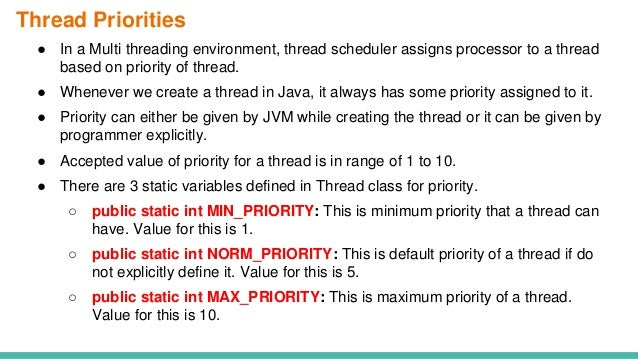 Thread Priorities
● In a Multi threading environment, thread scheduler assigns processor to a thread
based on priority of thread.
● Whenever we create a thread in Java, it always has some priority assigned to it.
● Priority can either be given by JVM while creating the thread or it can be given by
programmer explicitly.
● Accepted value of priority for a thread is in range of 1 to 10.
● There are 3 static variables defined in Thread class for priority.
○ public static int MIN_PRIORITY: This is minimum priority that a thread can
have. Value for this is 1.
○ public static int NORM_PRIORITY: This is default priority of a thread if do
not explicitly define it. Value for this is 5.
○ public static int MAX_PRIORITY: This is maximum priority of a thread.
Value for this is 10.